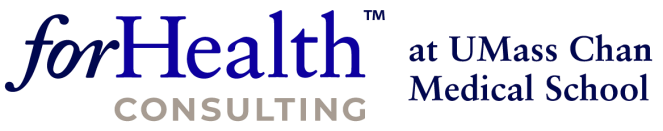 forHealth™
CONSULTING
at UMass Chan
Medical School